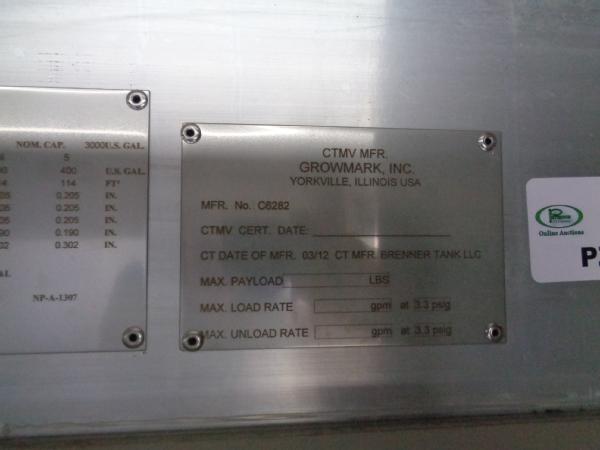 NOM. CAP. 3000U.S. GAL.
5
400 U.S. GAL.
114 FT³
0.205 IN.
0.205 IN.
0.205 IN.
0.190 IN.
0.302 IN.
NP-A-1307
CTMV MFR.
GROWMARK, INC.
YORKVILLE, ILLINOIS USA
MFR. No. C6282
CTMV CERT. DATE:
CT DATE OF MFR. 03/12 CT MFR. BRENNER TANK LLC
MAX. PAYLOAD LBS
MAX. LOAD RATE gpm at 3.3 psig
MAX. UNLOAD RATE gpm at 3.3 psig
Online Auctions